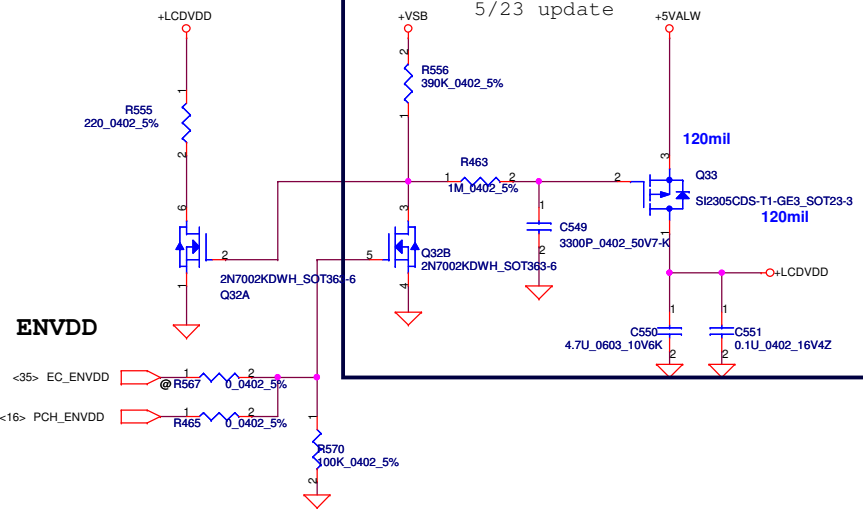 5/23 update
+LCDVDD
+VSB
+5VALW
1
R555
220_0402_5%
2
2
R556
390K_0402_5%
1
120mil
R463
1
2
1M_0402_5%
3
2
Q33
SI2305CDS-T1-GE3_SOT23-3
120mil
1
6
2
2N7002KDWH_SOT363-6
Q32A
1
3
5
Q32B
2N7002KDWH_SOT363-6
4
1
C549
3300P_0402_50V7-K
2
+LCDVDD
1
C550
4.7U_0603_10V6K
2
1
C551
0.1U_0402_16V4Z
2
ENVDD
<35> EC_ENVDD
1
2
@R567
0_0402_5%
<16> PCH_ENVDD
1
2
R465
0_0402_5%
1
R570
100K_0402_5%
2